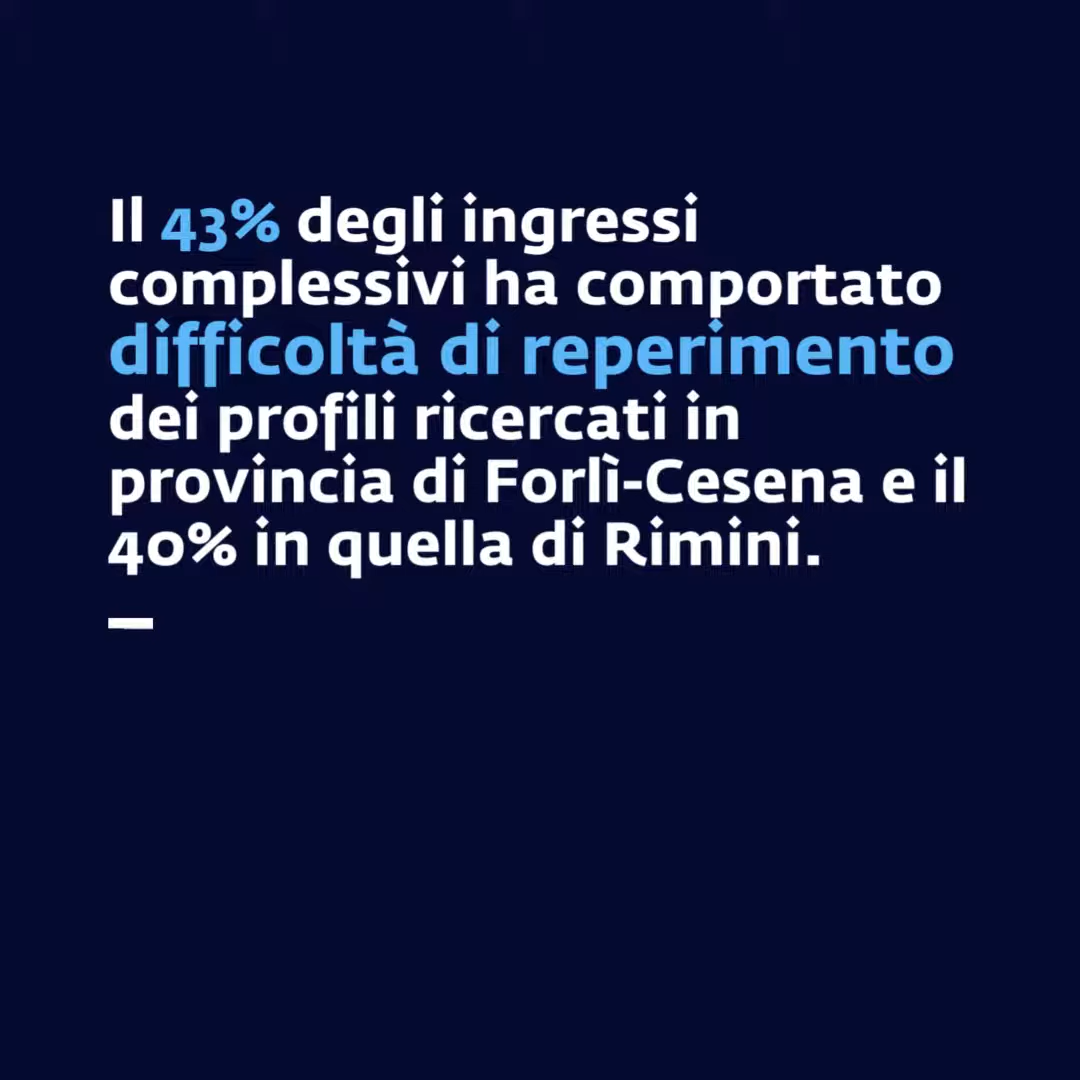 Il 43% degli ingressi
complessivi ha comportato
difficoltà di reperimento
dei profili ricercati in
provincia di Forlì-Cesena e il
40% in quella di Rimini.